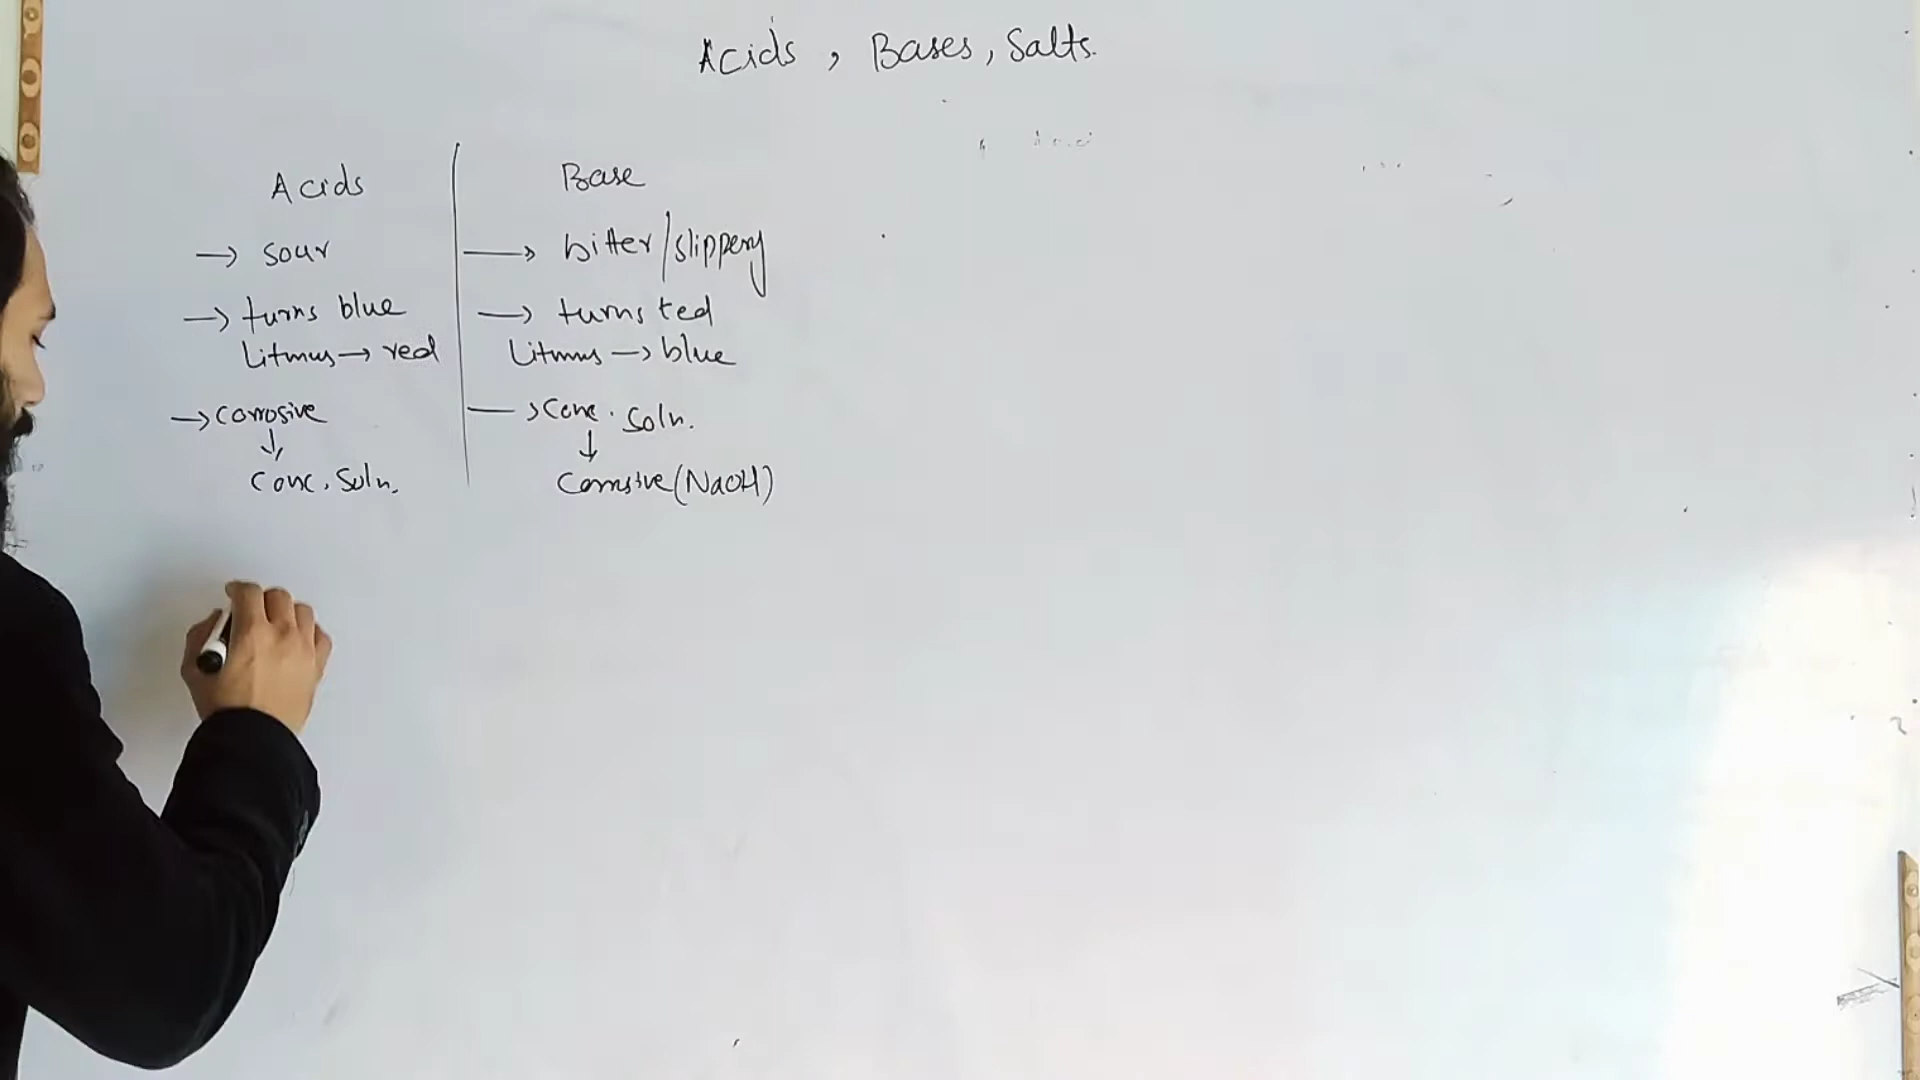 Acids, Bases, Salts.
Acids
→ sour
→ turns blue
Litmus → red
→ corrosive
↓
Conc. Soln.
Base
→ bitter/slippery
→ turns red
Litmus → blue
→ Conc. Soln.
↓
Corrosive (NaOH)